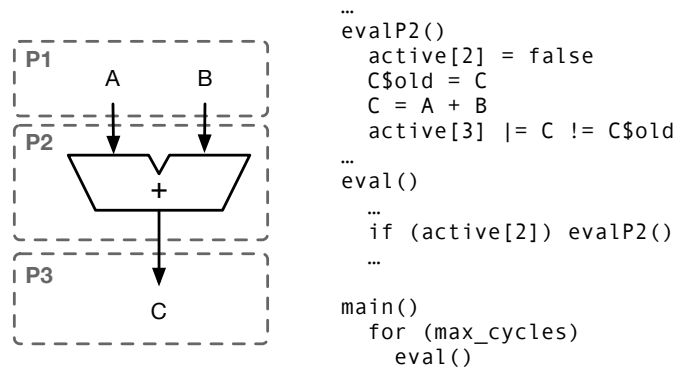 P1
A B
P2
+
P3
C
…
evalP2()
active[2] = false
C$old = C
C = A + B
active[3] |= C != C$old
…
eval()
…
if (active[2]) evalP2()
…
main()
for (max_cycles)
eval()